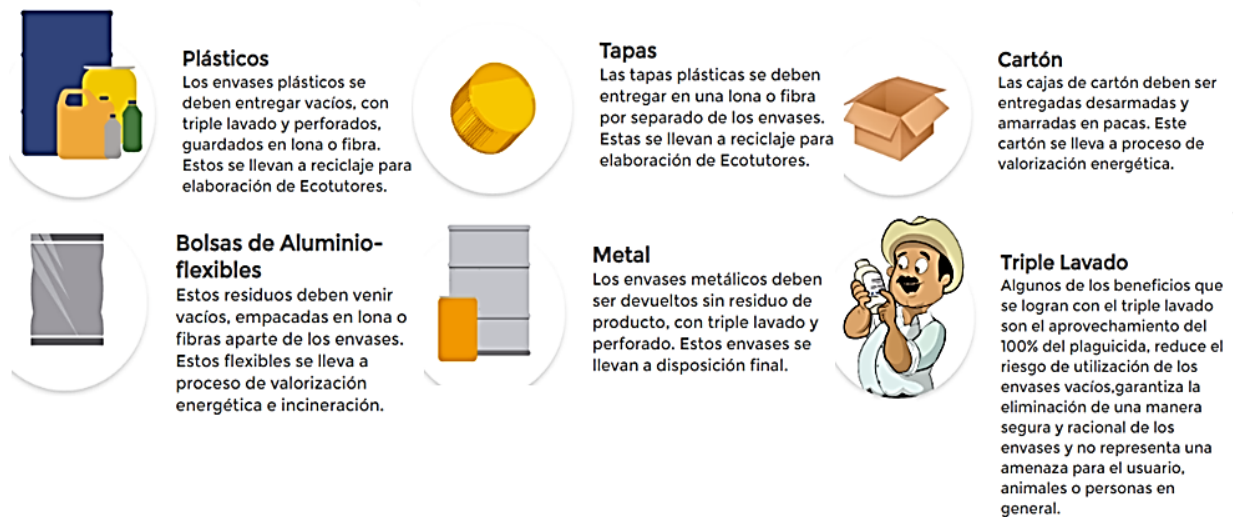 Plásticos
Los envases plásticos se
deben entregar vacíos, con
triple lavado y perforados,
guardados en lona o fibra.
Estos se llevan a reciclaje para
elaboración de Ecotutores.
Tapas
Las tapas plásticas se deben
entregar en una lona o fibra
por separado de los envases.
Estas se llevan a reciclaje para
elaboración de Ecotutores.
Cartón
Las cajas de cartón deben ser
entregadas desarmadas y
amarradas en pacas. Este
cartón se lleva a proceso de
valorización energética.
Bolsas de Aluminio-
flexibles
Estos residuos deben venir
vacíos, empacadas en lona o
fibras aparte de los envases.
Estos flexibles se lleva a
proceso de valorización
energética e incineración.
Metal
Los envases metálicos deben
ser devueltos sin residuo de
producto, con triple lavado y
perforado. Estos envases se
llevan a disposición final.
Triple Lavado
Algunos de los beneficios que
se logran con el triple lavado
son el aprovechamiento del
100% del plaguicida, reduce el
riesgo de utilización de los
envases vacíos,garantiza la
eliminación de una manera
segura y racional de los
envases y no representa una
amenaza para el usuario,
animales o personas en
general.